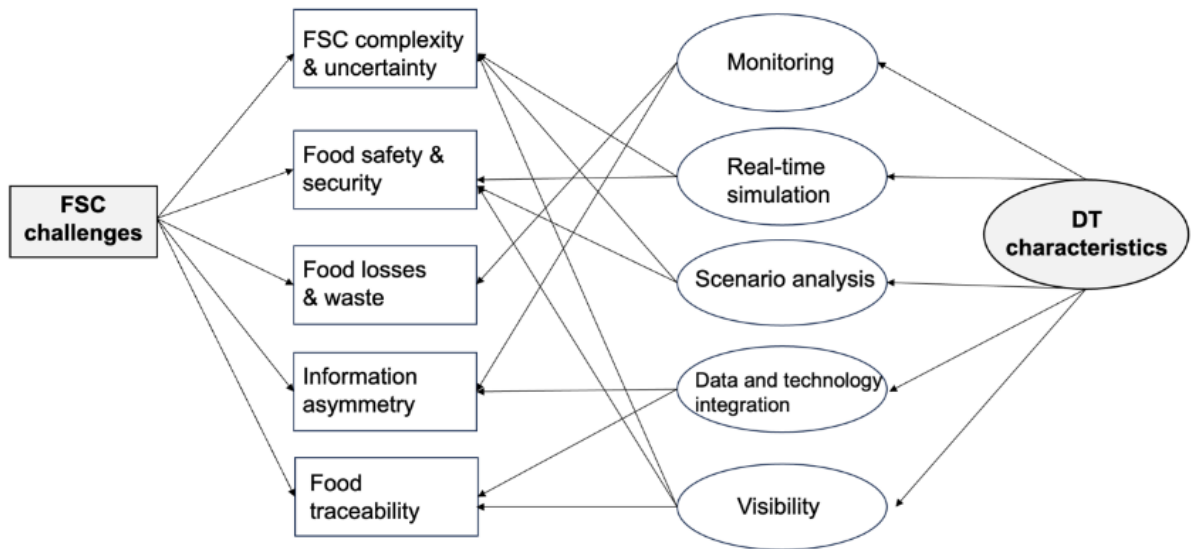 FSC
challenges
FSC complexity
& uncertainty
Food safety &
security
Food losses
& waste
Information
asymmetry
Food
traceability
Monitoring
Real-time
simulation
Scenario analysis
Data and technology
integration
Visibility
DT
characteristics